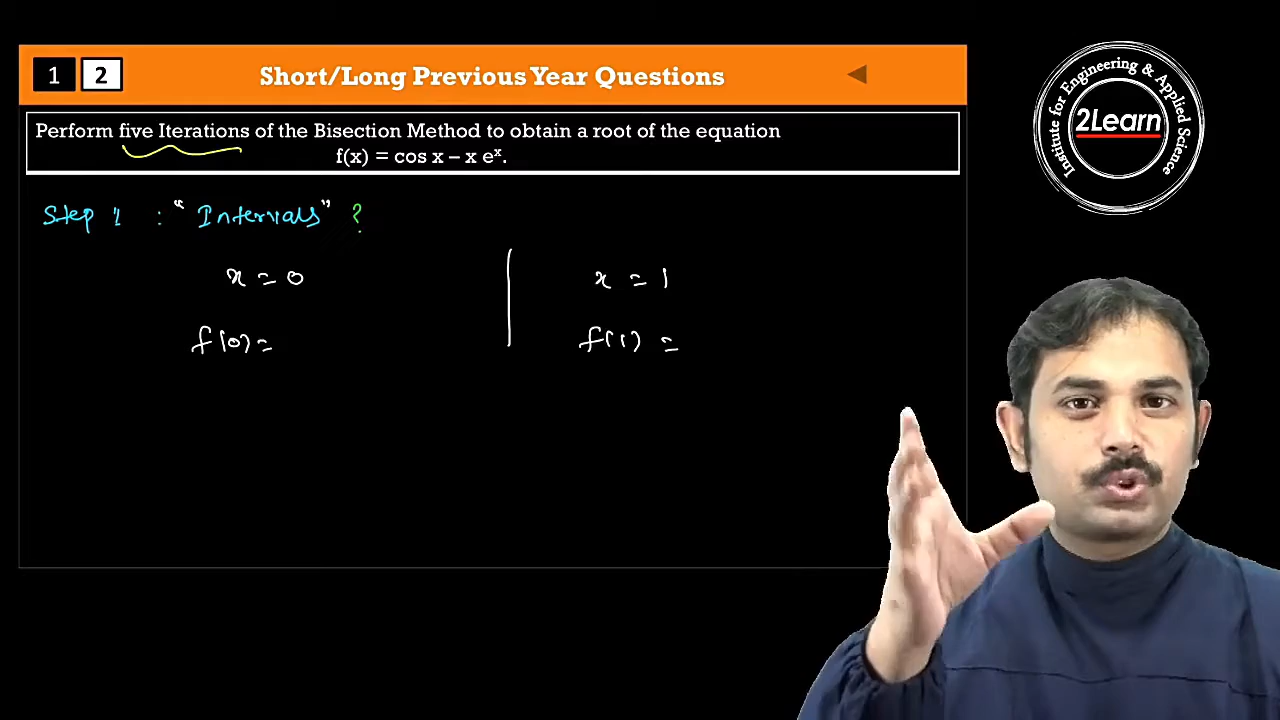 1 2 Short/Long Previous Year Questions
Perform five Iterations of the Bisection Method to obtain a root of the equation
f(x) = cos x – x eˣ.
Step 1 : "Intervals" ?
x = 0
f(0) =
x = 1
f(1) =
Institute for Engineering & Applied Science
2Learn